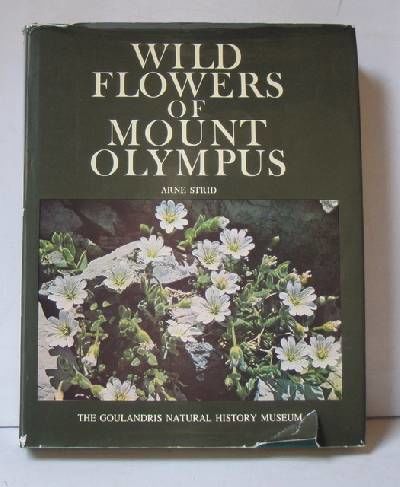 WILD
FLOWERS
OF
MOUNT
OLYMPUS
ARNE STRID
THE GOULANDRIS NATURAL HISTORY MUSEUM